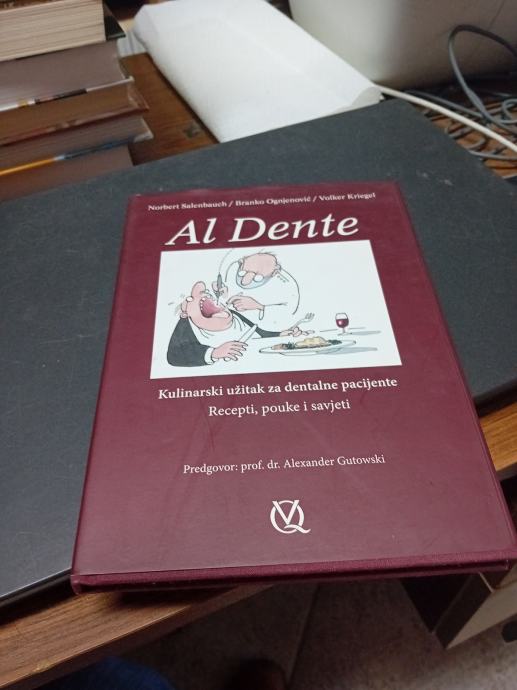 Norbert Salenbauch / Branko Ognjenović / Volker Kriegel
Al Dente
Kulinarski užitak za dentalne pacijente
Recepti, pouke i savjeti
Predgovor: prof. dr. Alexander Gutowski